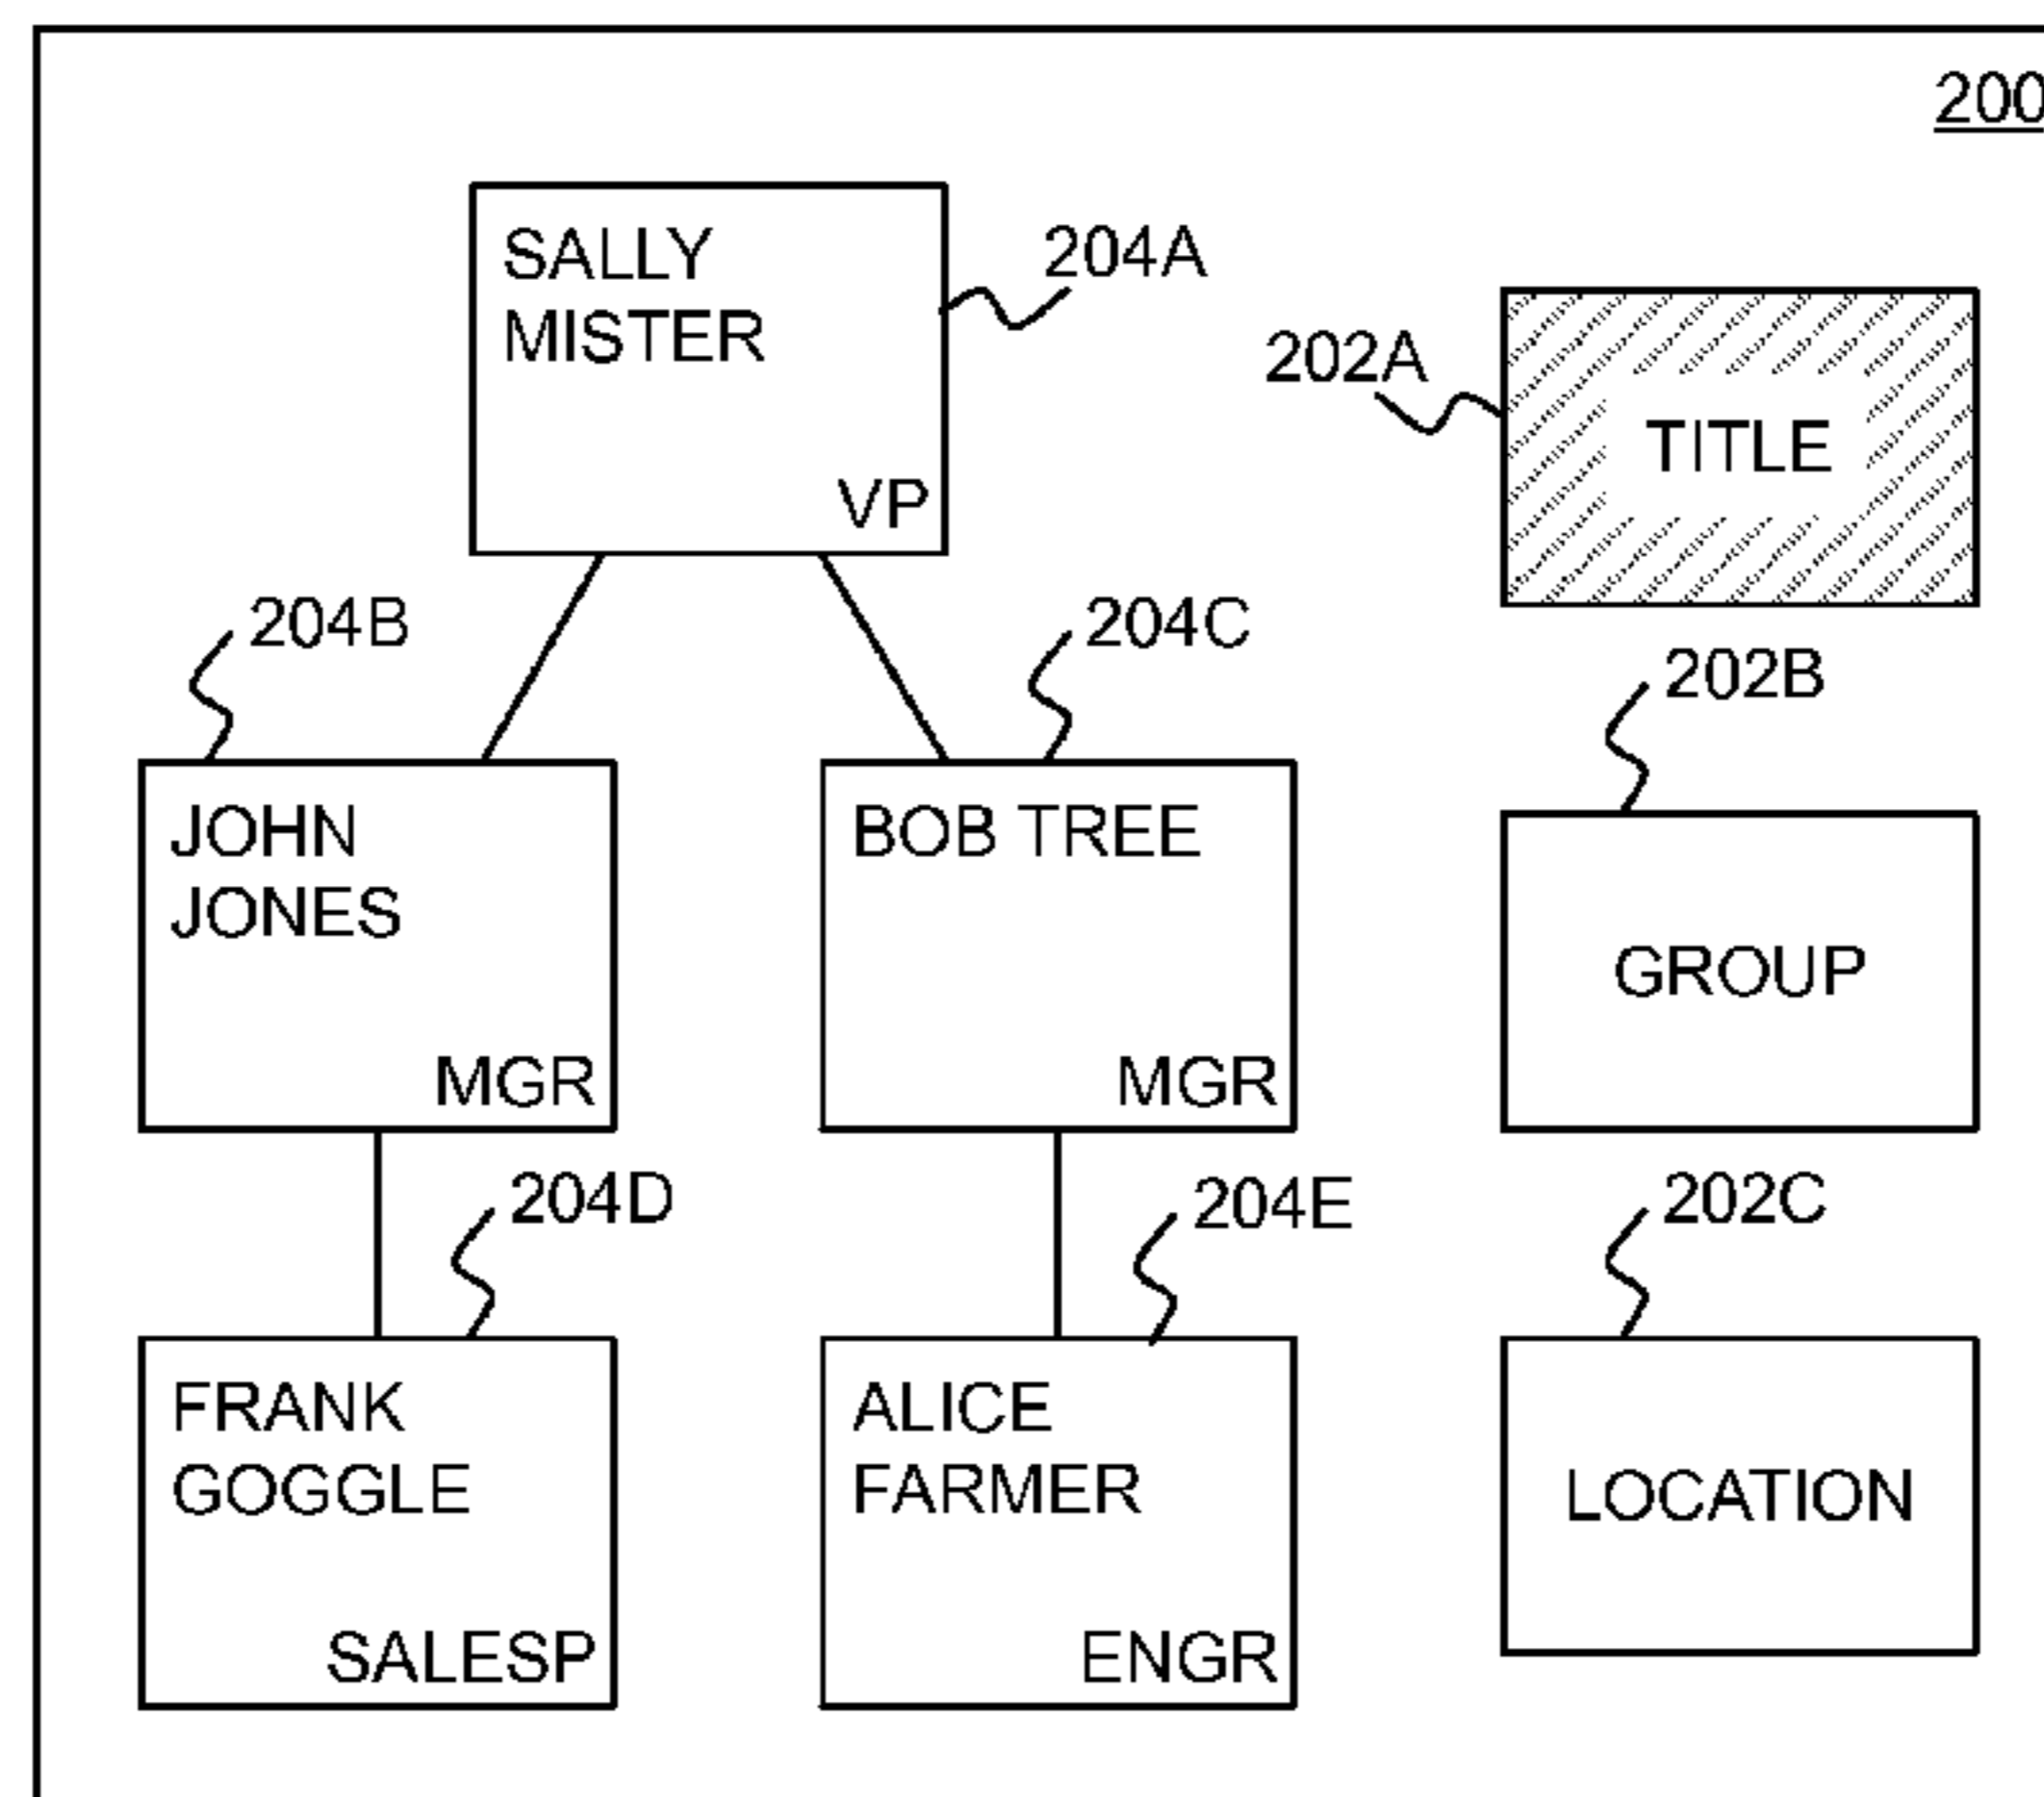 200
SALLY
MISTER
VP
204A
202A
TITLE
204B
204C
202B
JOHN
JONES
MGR
BOB TREE
MGR
GROUP
204D
204E
202C
FRANK
GOGGLE
SALESP
ALICE
FARMER
ENGR
LOCATION